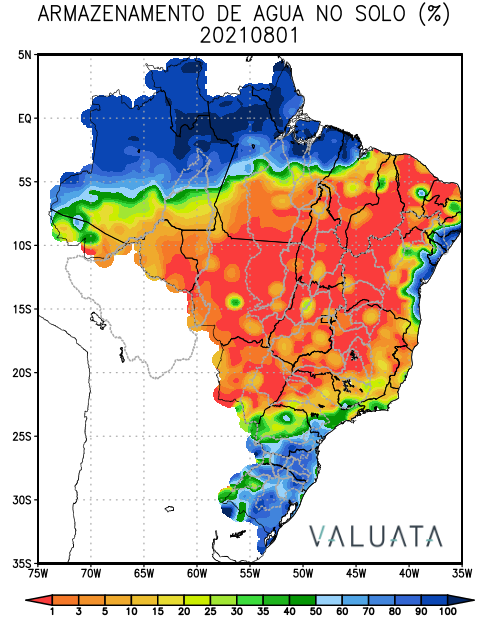 ARMAZENAMENTO DE AGUA NO SOLO (%)
20210801
5N
EQ
5S
10S
15S
20S
25S
30S
35S
75W 70W 65W 60W 55W 50W 45W 40W 35W
VALUATA
1 3 5 10 15 20 25 35 40 50 60 70 80 90 100